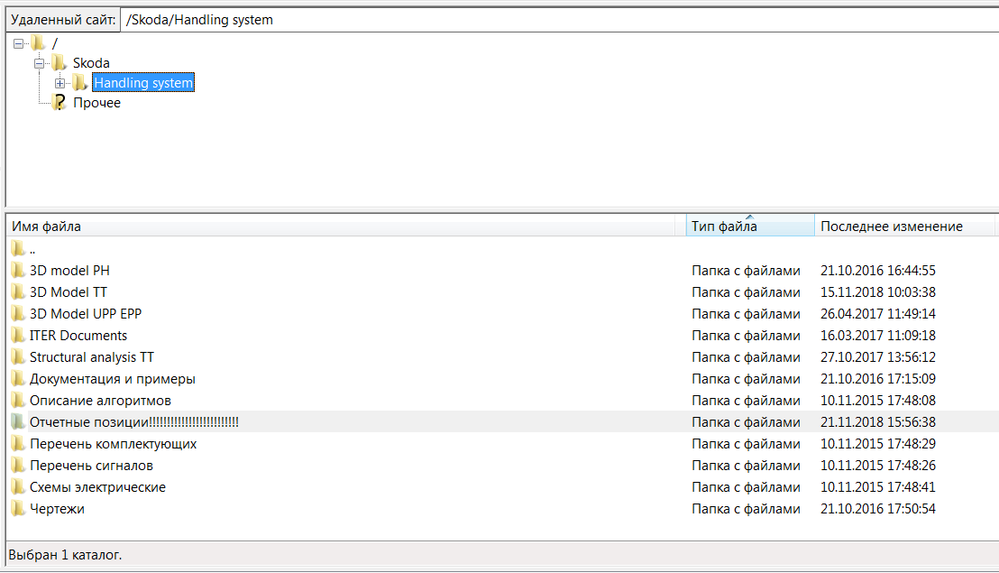 Удаленный сайт: /Skoda/Handling system
/
Skoda
Handling system
? Прочее
Имя файла Тип файла Последнее изменение
..
3D model PH Папка с файлами 21.10.2016 16:44:55
3D Model TT Папка с файлами 15.11.2018 10:03:38
3D Model UPP EPP Папка с файлами 26.04.2017 11:49:14
ITER Documents Папка с файлами 16.03.2017 11:09:18
Structural analysis TT Папка с файлами 27.10.2017 13:56:12
Документация и примеры Папка с файлами 21.10.2016 17:15:09
Описание алгоритмов Папка с файлами 10.11.2015 17:48:08
Отчетные позиции!!!!!!!!!!!!!!!!!!!!!!!!! Папка с файлами 21.11.2018 15:56:38
Перечень комплектующих Папка с файлами 10.11.2015 17:48:29
Перечень сигналов Папка с файлами 10.11.2015 17:48:26
Схемы электрические Папка с файлами 10.11.2015 17:48:41
Чертежи Папка с файлами 21.10.2016 17:50:54
Выбран 1 каталог.